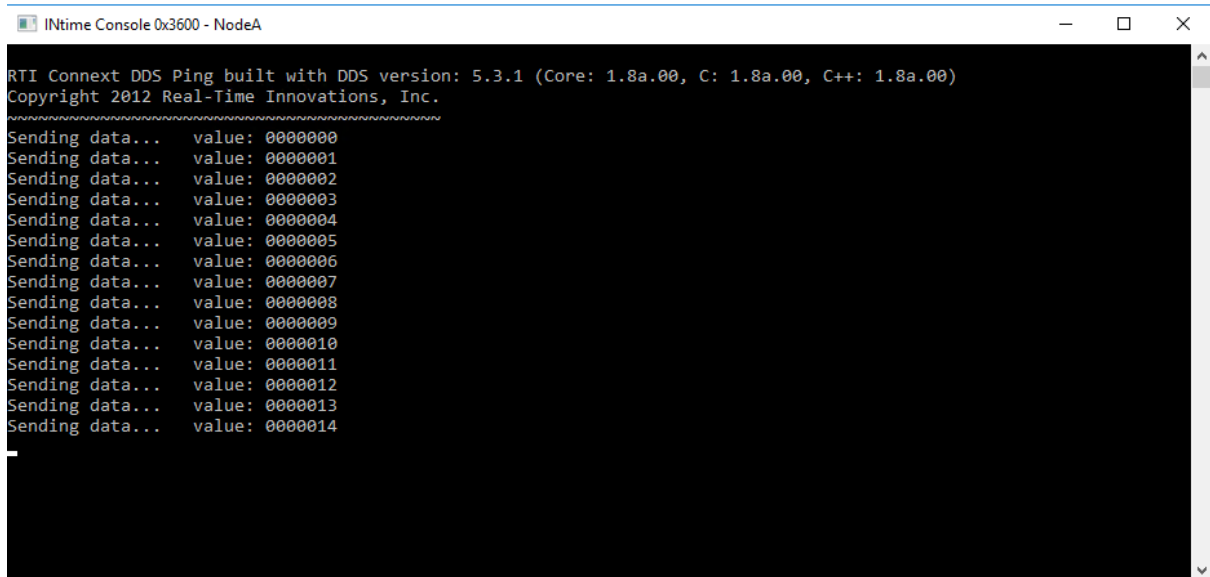 INtime Console 0x3600 - NodeA
RTI Connext DDS Ping built with DDS version: 5.3.1 (Core: 1.8a.00, C: 1.8a.00, C++: 1.8a.00)
Copyright 2012 Real-Time Innovations, Inc.
~~~~~~~~~~~~~~~~~~~~~~~~~~~~~~~~~~~~~~~~~~
Sending data...   value: 0000000
Sending data...   value: 0000001
Sending data...   value: 0000002
Sending data...   value: 0000003
Sending data...   value: 0000004
Sending data...   value: 0000005
Sending data...   value: 0000006
Sending data...   value: 0000007
Sending data...   value: 0000008
Sending data...   value: 0000009
Sending data...   value: 0000010
Sending data...   value: 0000011
Sending data...   value: 0000012
Sending data...   value: 0000013
Sending data...   value: 0000014